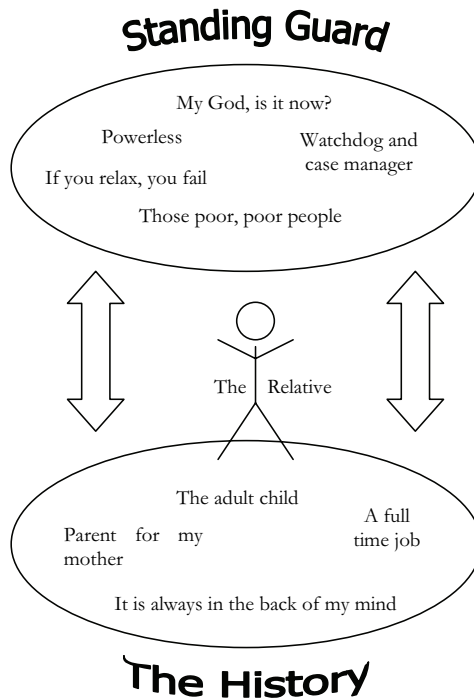 Standing Guard
My God, is it now?
Powerless
Watchdog and
case manager
If you relax, you fail
Those poor, poor people
The Relative
The adult child
A full
time job
Parent for my
mother
It is always in the back of my mind
The History